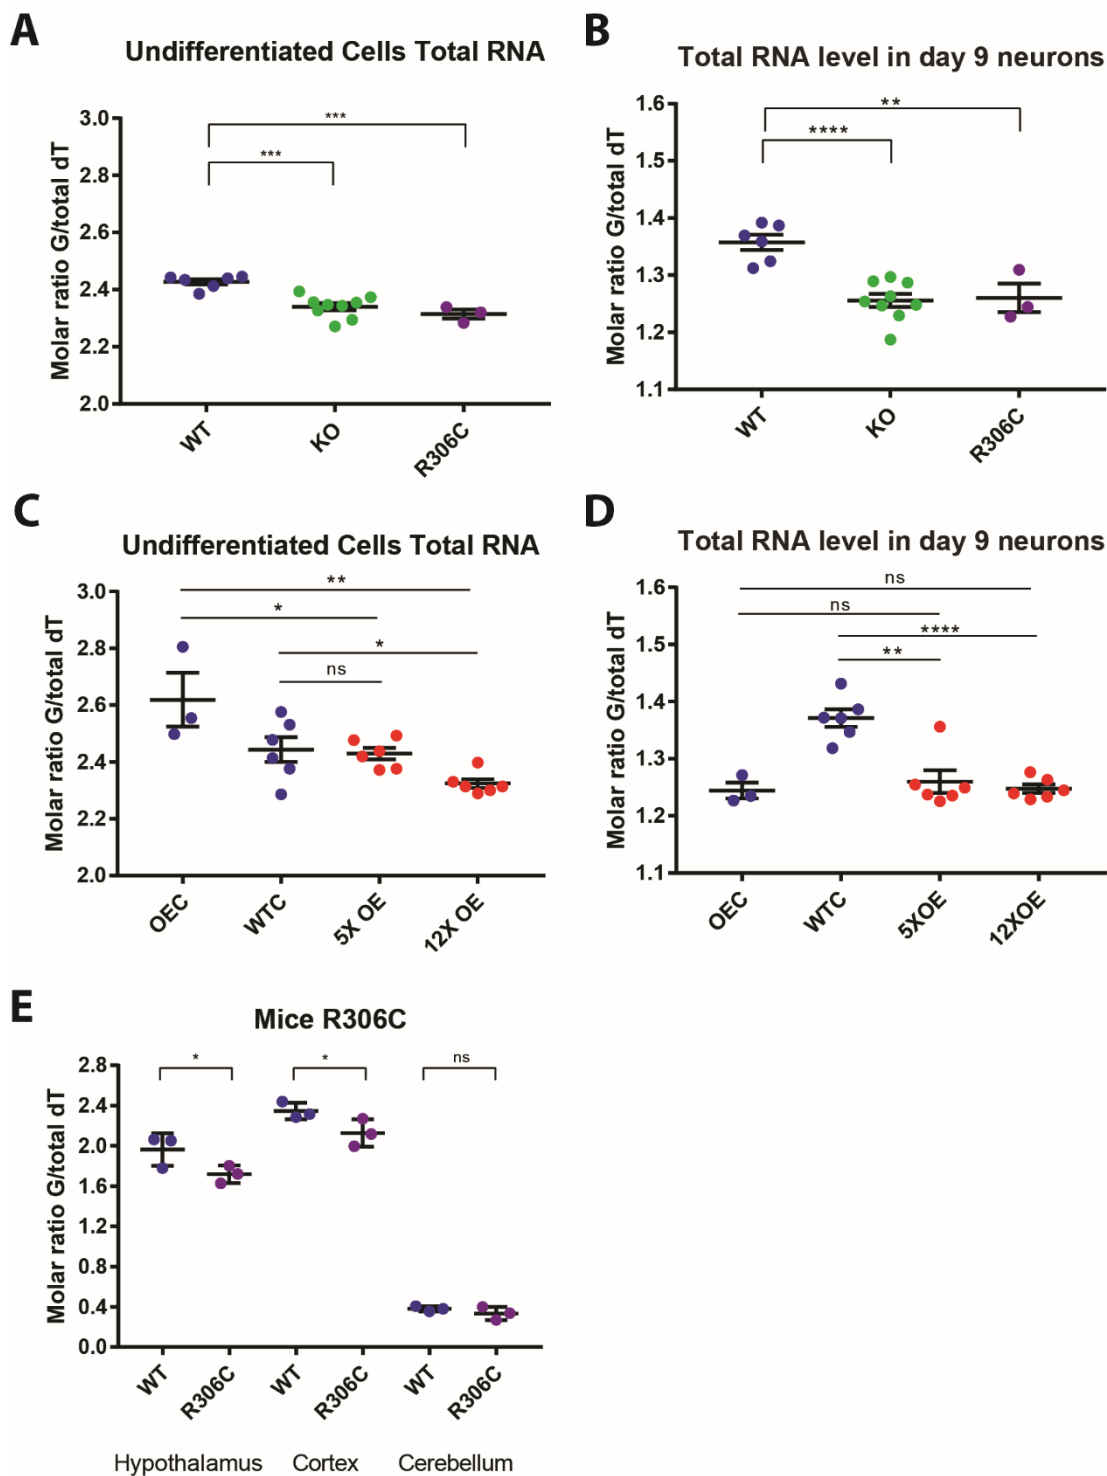 A
Undifferentiated Cells Total RNA
Molar ratio G/total dT
3.0
2.8
2.6
2.4
2.2
2.0
***
***
WT
KO
R306C
B
Total RNA level in day 9 neurons
Molar ratio G/total dT
1.6
1.5
1.4
1.3
1.2
1.1
**
****
WT
KO
R306C
C
Undifferentiated Cells Total RNA
Molar ratio G/total dT
3.0
2.8
2.6
2.4
2.2
2.0
**
*
*
ns
OEC
WTC
5X OE
12X OE
D
Total RNA level in day 9 neurons
Molar ratio G/total dT
1.6
1.5
1.4
1.3
1.2
1.1
ns
ns
****
**
OEC
WTC
5XOE
12XOE
E
Mice R306C
Molar ratio G/total dT
2.8
2.4
2.0
1.6
1.2
0.8
0.4
0.0
*
*
ns
WT
R306C
WT
R306C
WT
R306C
Hypothalamus
Cortex
Cerebellum